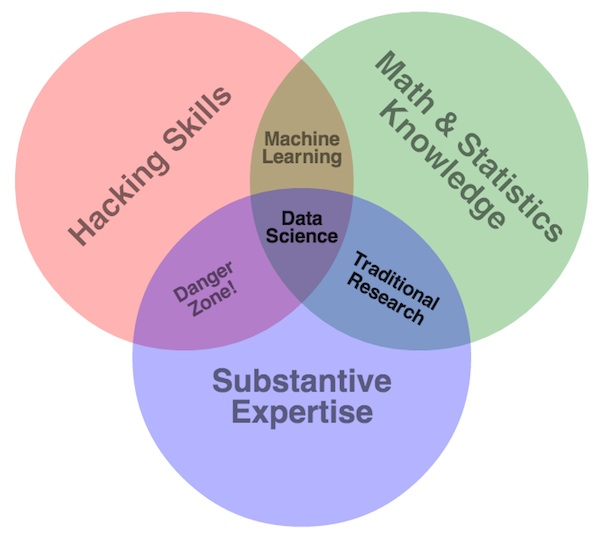 Hacking Skills
Math & Statistics
Knowledge
Machine
Learning
Data
Science
Danger
Zone!
Traditional
Research
Substantive
Expertise